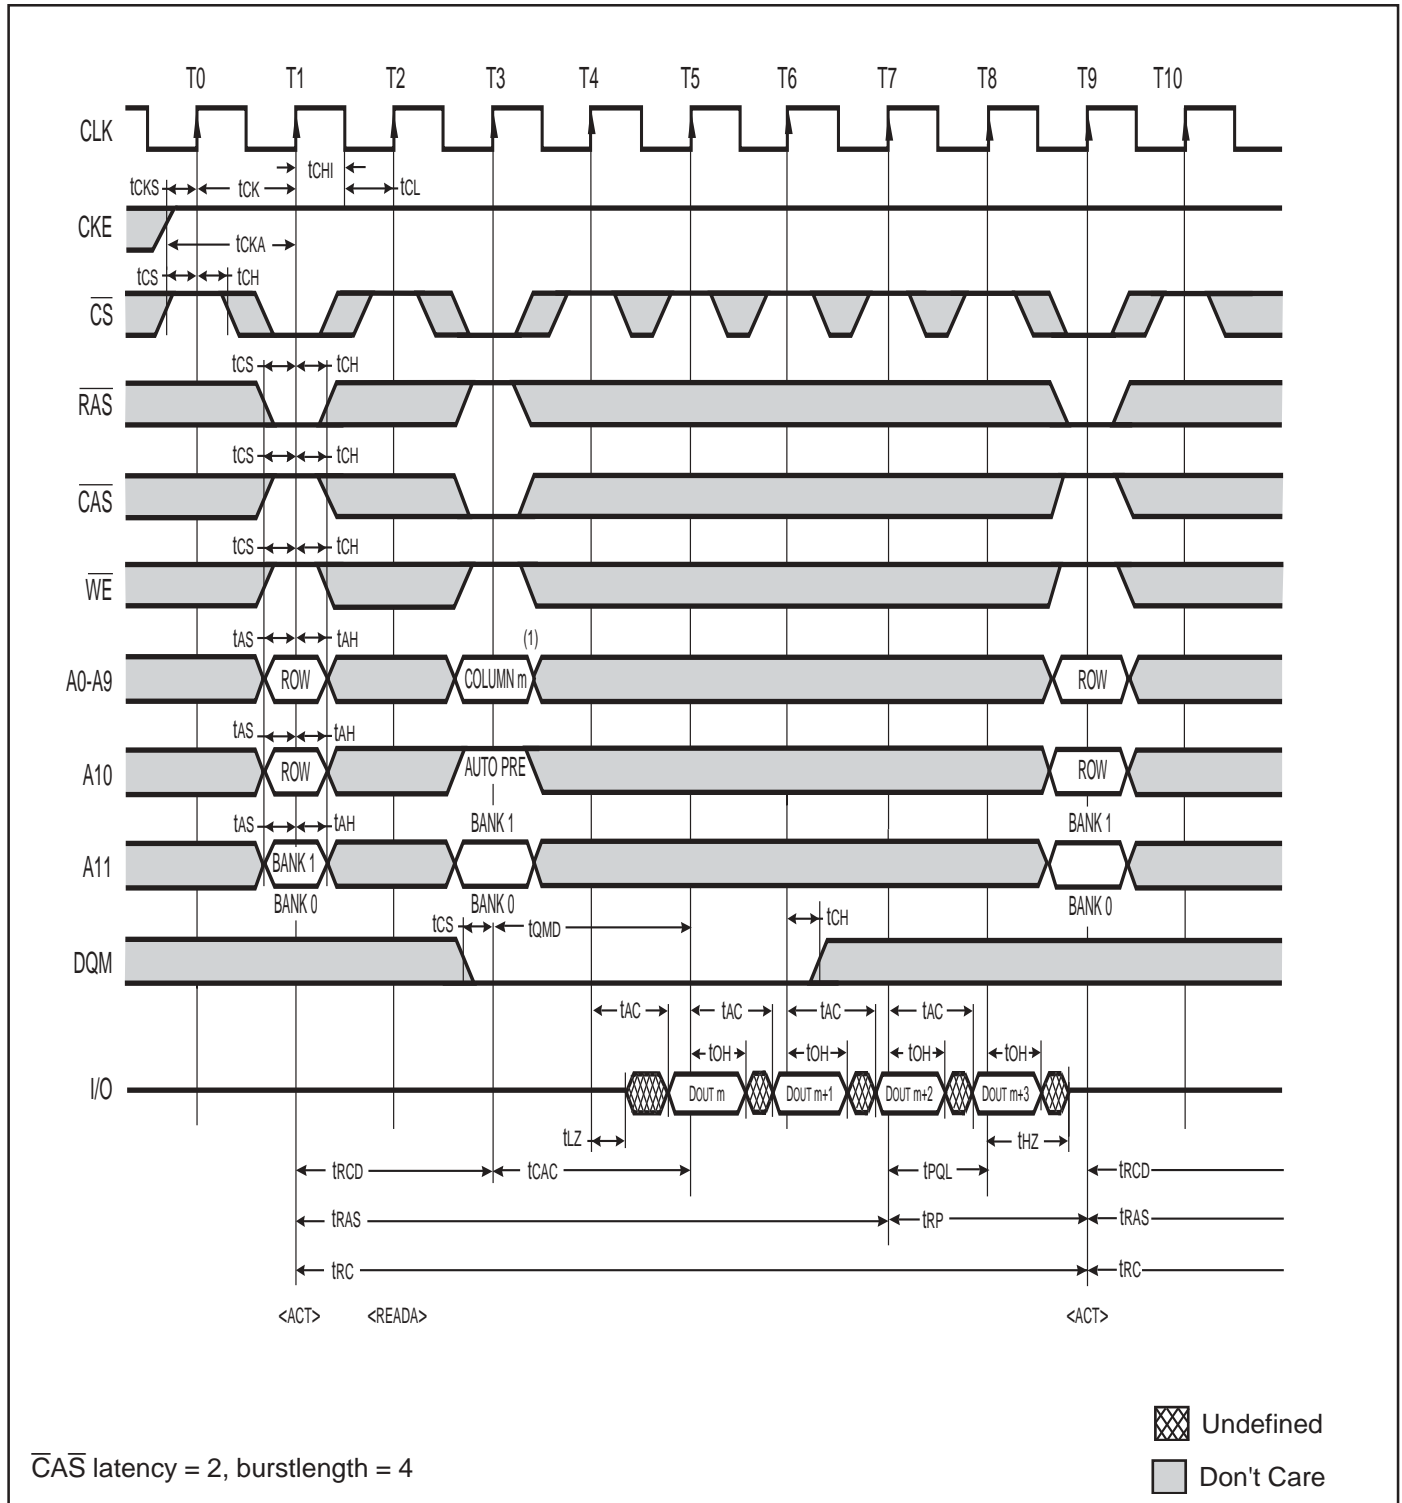 T0 T1 T2 T3 T4 T5 T6 T7 T8 T9 T10
CLK
tCHI
tCKS tCK tCL
CKE
tCKA
tCS tCH
CS
tCS tCH
RAS
tCS tCH
CAS
tCS tCH
WE
tAS tAH (1)
A0-A9 ROW COLUMN m ROW
tAS tAH
A10 ROW AUTO PRE ROW
BANK 1 BANK 1
tAS tAH
A11 BANK 1
BANK 0 BANK 0 BANK 0
tCS tQMD tCH
DQM
tAC tAC tAC tAC
tOH tOH tOH tOH
I/O DOUT m DOUT m+1 DOUT m+2 DOUT m+3
tLZ tHZ
tRCD tCAC tPQL tRCD
tRAS tRP tRAS
tRC tRC
<ACT> <READA> <ACT>
Undefined
CAS latency = 2, burstlength = 4
Don't Care